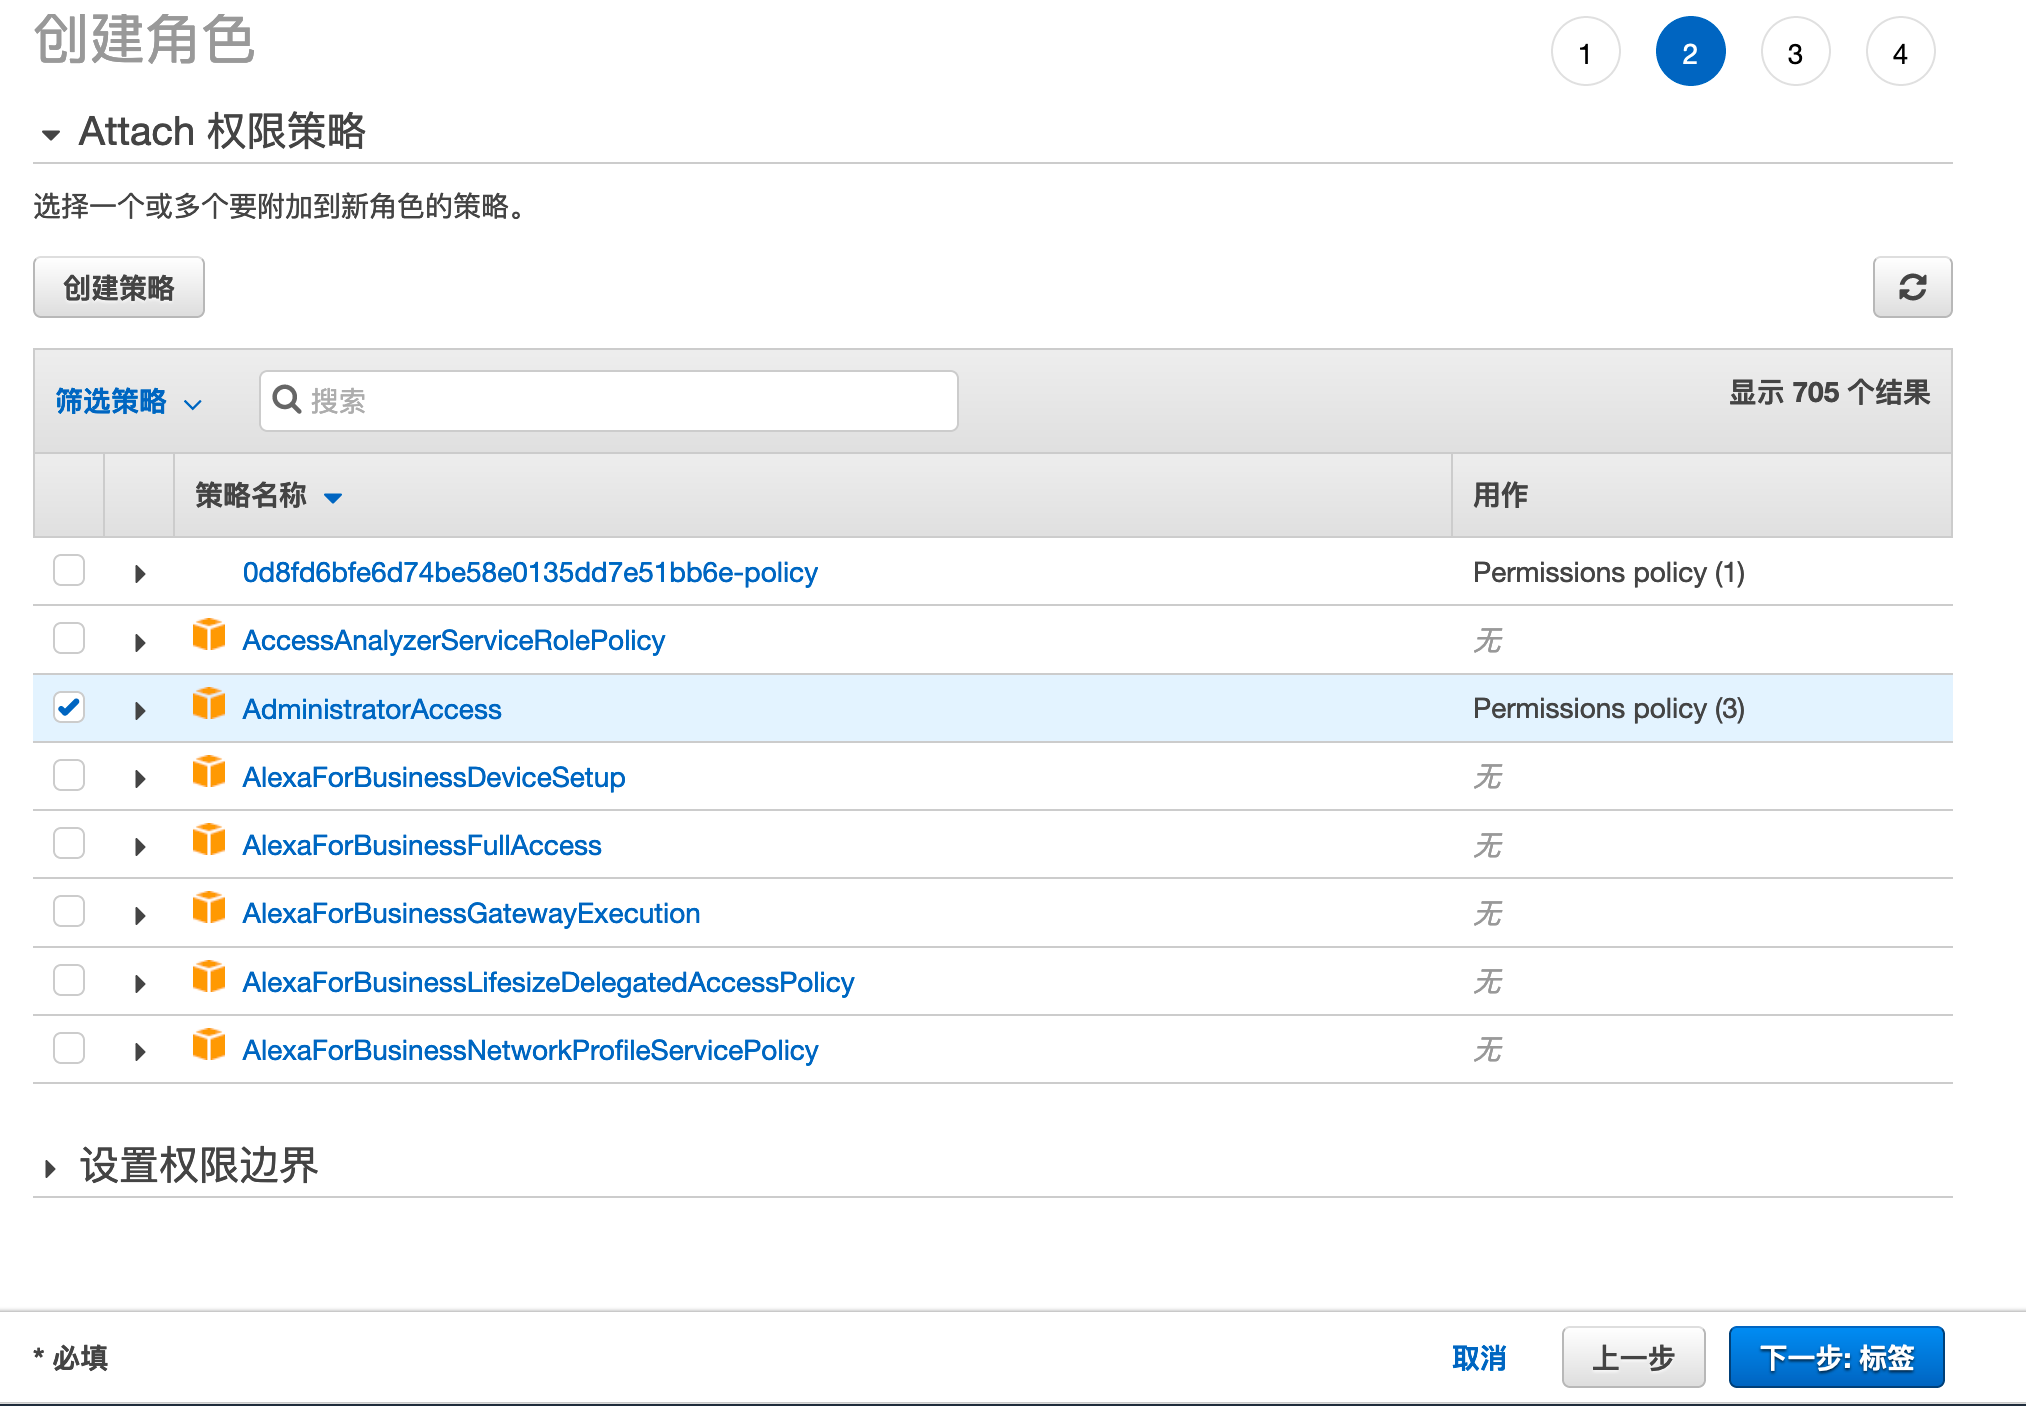 创建角色
1 2 3 4
Attach 权限策略
选择一个或多个要附加到新角色的策略。
创建策略
筛选策略 搜索 显示 705 个结果
策略名称 用作
0d8fd6bfe6d74be58e0135dd7e51bb6e-policy Permissions policy (1)
AccessAnalyzerServiceRolePolicy 无
AdministratorAccess Permissions policy (3)
AlexaForBusinessDeviceSetup 无
AlexaForBusinessFullAccess 无
AlexaForBusinessGatewayExecution 无
AlexaForBusinessLifesizeDelegatedAccessPolicy 无
AlexaForBusinessNetworkProfileServicePolicy 无
设置权限边界
* 必填 取消 上一步 下一步: 标签